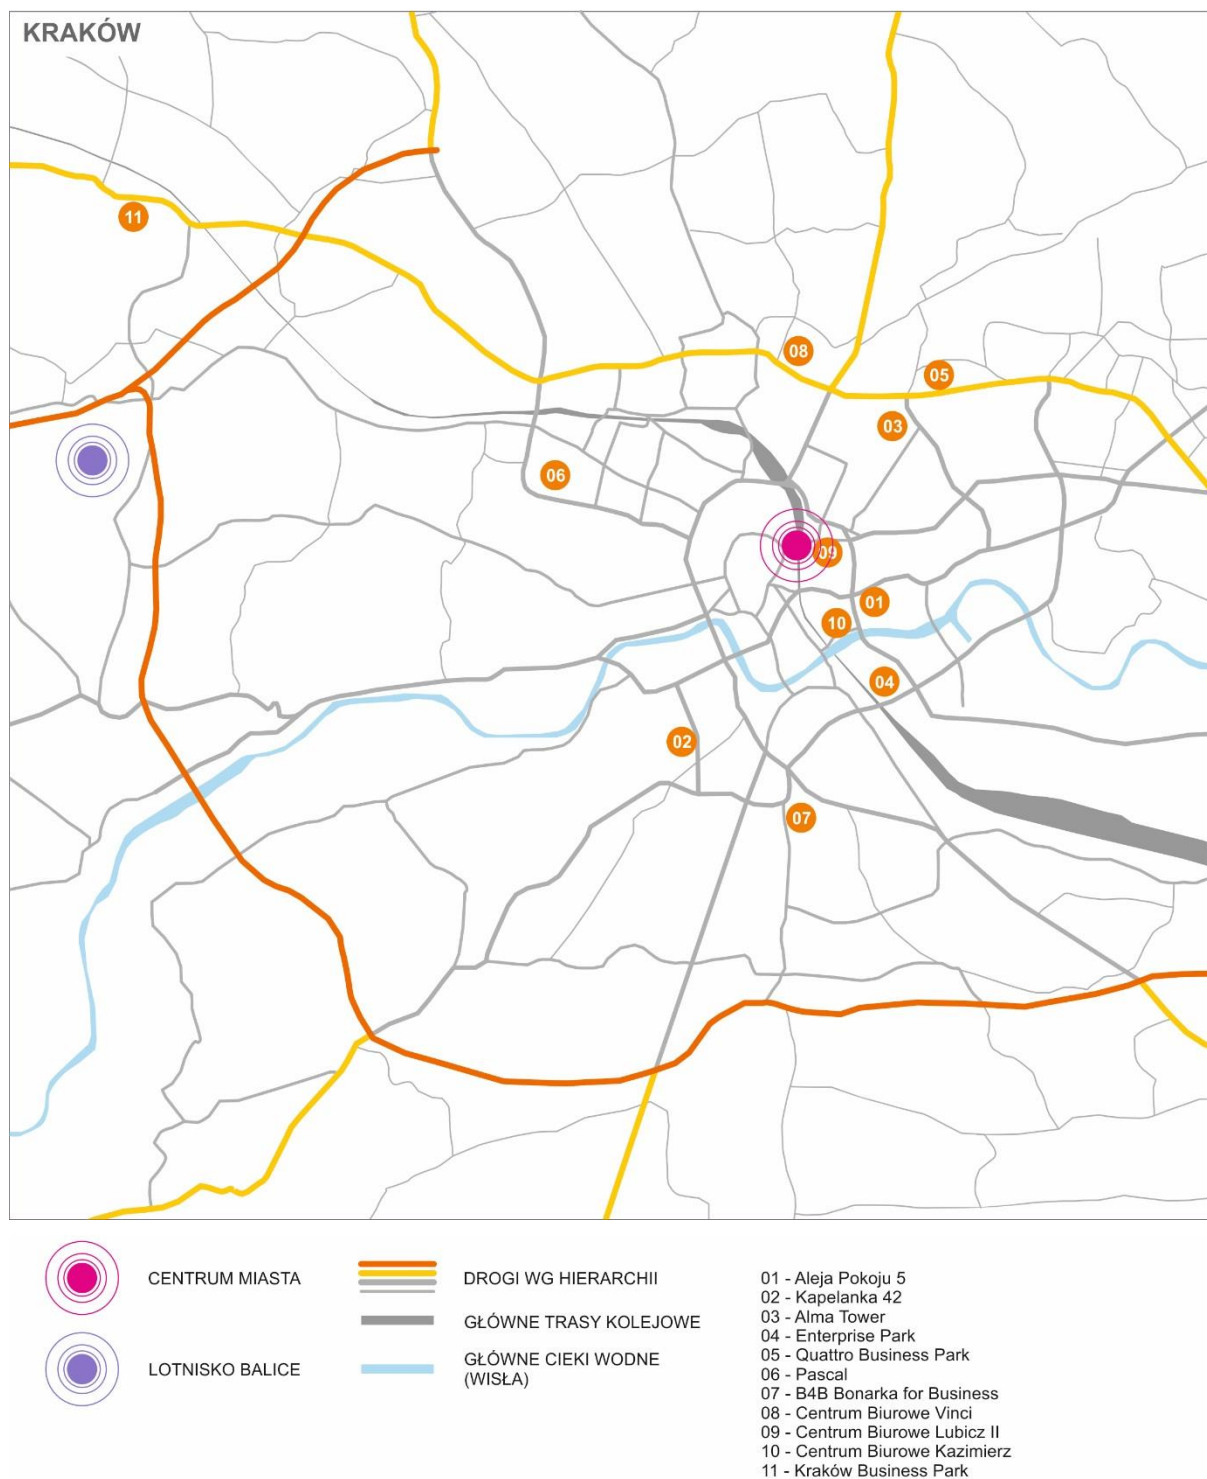 KRAKÓW
11
08
05
03
06
09
01
10
04
02
07
CENTRUM MIASTA
LOTNISKO BALICE
DROGI WG HIERARCHII
GŁÓWNE TRASY KOLEJOWE
GŁÓWNE CIEKI WODNE
(WISŁA)
01 - Aleja Pokoju 5
02 - Kapelanka 42
03 - Alma Tower
04 - Enterprise Park
05 - Quattro Business Park
06 - Pascal
07 - B4B Bonarka for Business
08 - Centrum Biurowe Vinci
09 - Centrum Biurowe Lubicz II
10 - Centrum Biurowe Kazimierz
11 - Kraków Business Park